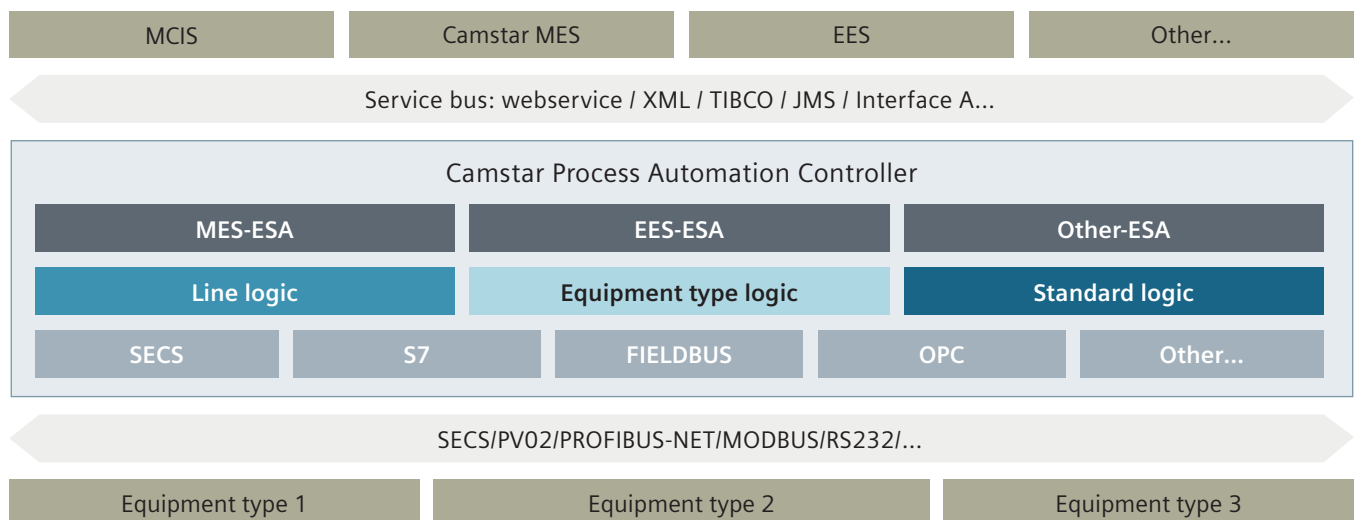 MCIS
Camstar MES
EES
Other...
Service bus: webservice / XML / TIBCO / JMS / Interface A...
Camstar Process Automation Controller
MES-ESA
EES-ESA
Other-ESA
Line logic
Equipment type logic
Standard logic
SECS
S7
FIELDBUS
OPC
Other...
SECS/PV02/PROFIBUS-NET/MODBUS/RS232/...
Equipment type 1
Equipment type 2
Equipment type 3